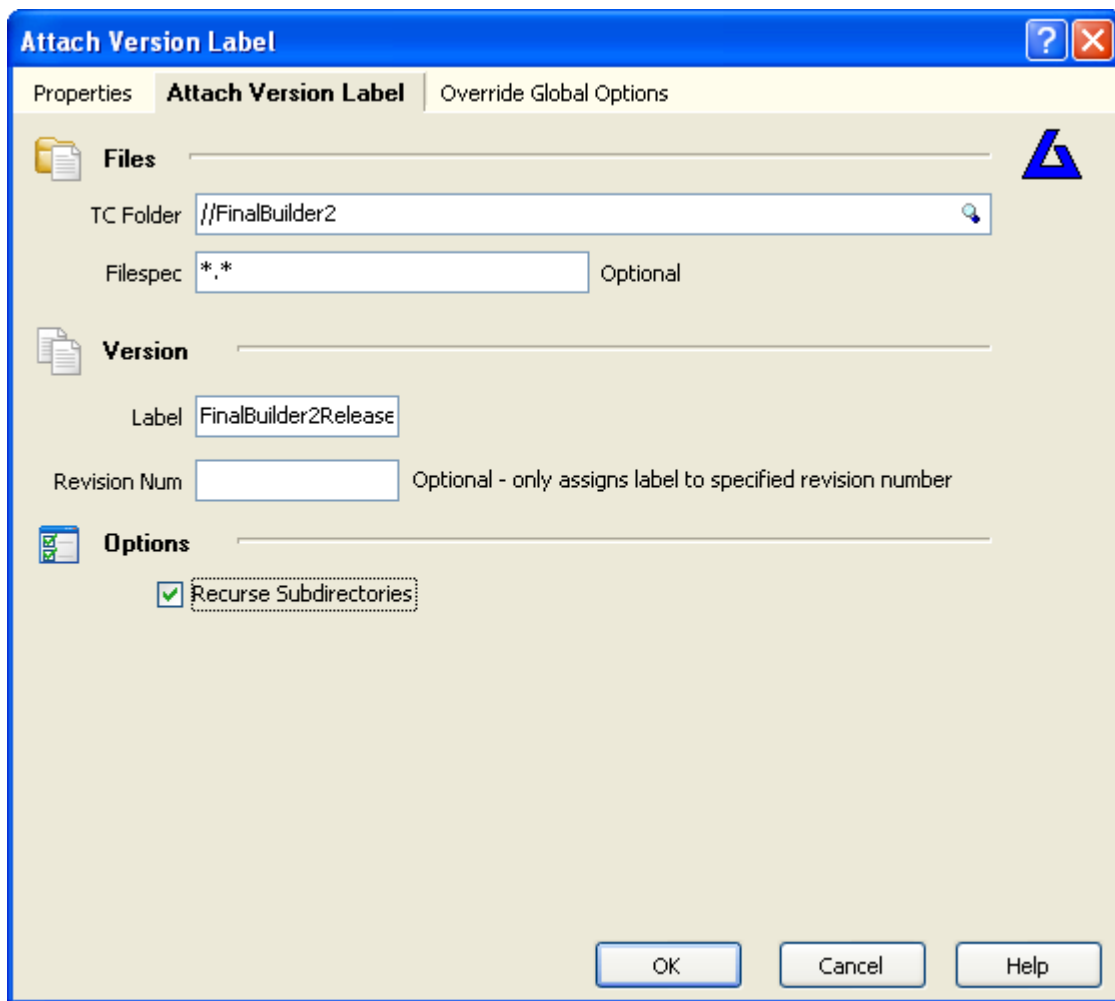 Attach Version Label
Properties Attach Version Label Override Global Options
Files
TC Folder //FinalBuilder2
Filespec *.* Optional
Version
Label FinalBuilder2Release
Revision Num Optional - only assigns label to specified revision number
Options
Recurse Subdirectories
OK Cancel Help